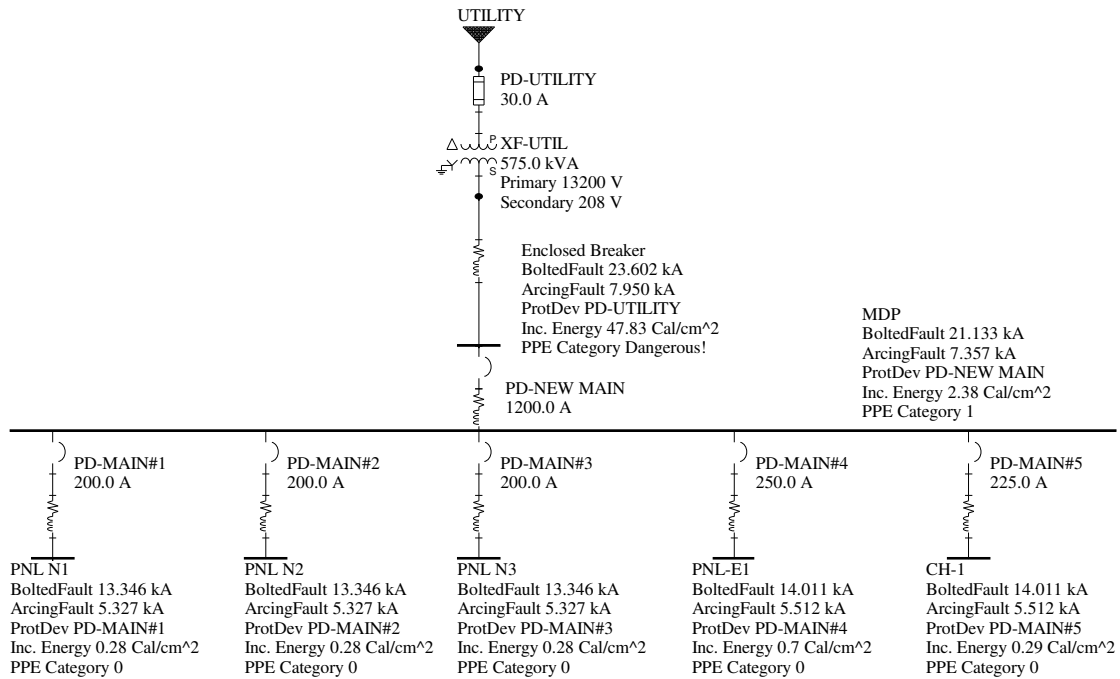 UTILITY
PD-UTILITY
30.0 A
P
XF-UTIL
575.0 kVA
S
Primary 13200 V
Secondary 208 V
Enclosed Breaker
BoltedFault 23.602 kA
ArcingFault 7.950 kA
ProtDev PD-UTILITY
Inc. Energy 47.83 Cal/cm^2
PPE Category Dangerous!
MDP
BoltedFault 21.133 kA
ArcingFault 7.357 kA
ProtDev PD-NEW MAIN
Inc. Energy 2.38 Cal/cm^2
PPE Category 1
PD-NEW MAIN
1200.0 A
PD-MAIN#1
200.0 A
PD-MAIN#2
200.0 A
PD-MAIN#3
200.0 A
PD-MAIN#4
250.0 A
PD-MAIN#5
225.0 A
PNL N1
BoltedFault 13.346 kA
ArcingFault 5.327 kA
ProtDev PD-MAIN#1
Inc. Energy 0.28 Cal/cm^2
PPE Category 0
PNL N2
BoltedFault 13.346 kA
ArcingFault 5.327 kA
ProtDev PD-MAIN#2
Inc. Energy 0.28 Cal/cm^2
PPE Category 0
PNL N3
BoltedFault 13.346 kA
ArcingFault 5.327 kA
ProtDev PD-MAIN#3
Inc. Energy 0.28 Cal/cm^2
PPE Category 0
PNL-E1
BoltedFault 14.011 kA
ArcingFault 5.512 kA
ProtDev PD-MAIN#4
Inc. Energy 0.7 Cal/cm^2
PPE Category 0
CH-1
BoltedFault 14.011 kA
ArcingFault 5.512 kA
ProtDev PD-MAIN#5
Inc. Energy 0.29 Cal/cm^2
PPE Category 0